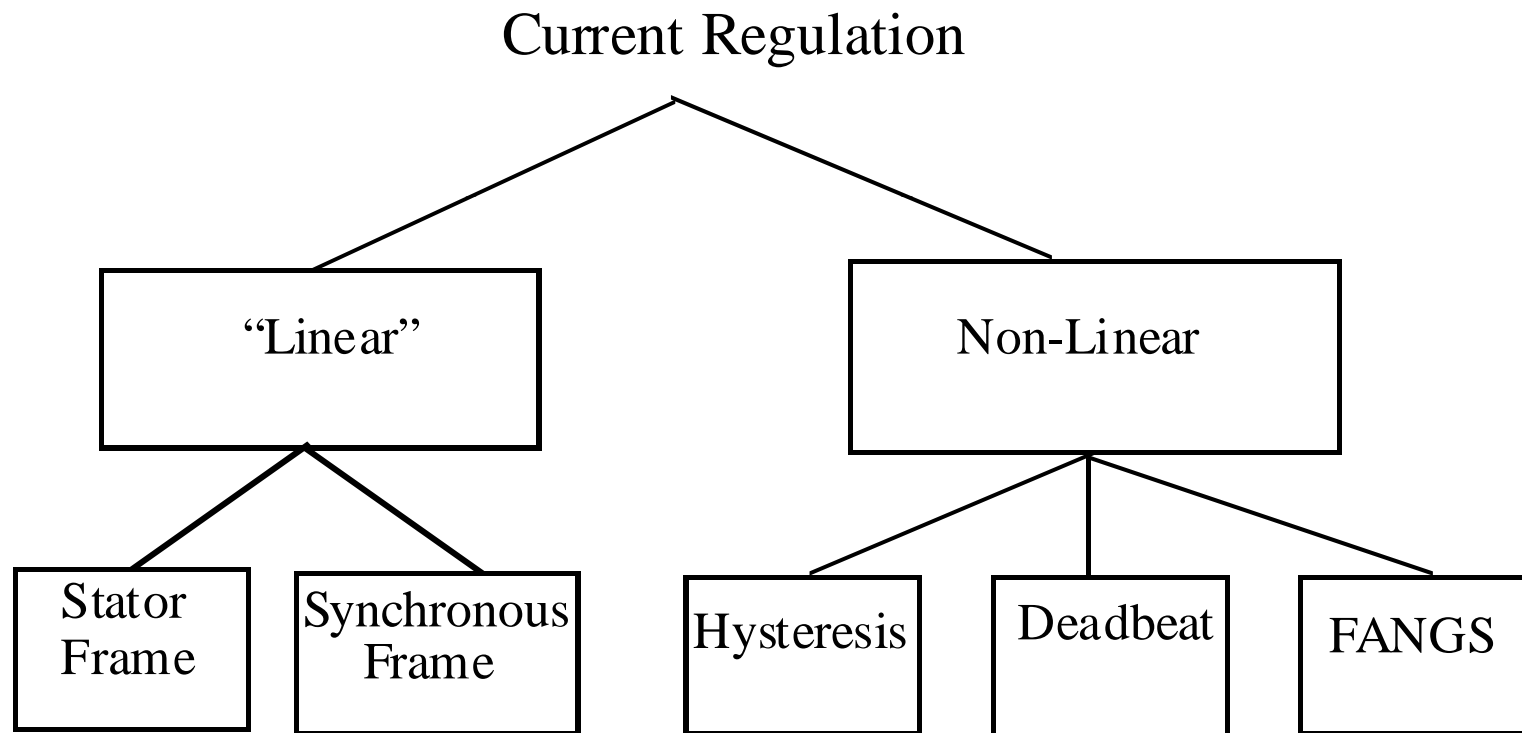 Current Regulation
“Linear”
Non-Linear
Stator
Frame
Synchronous
Frame
Hysteresis
Deadbeat
FANGS